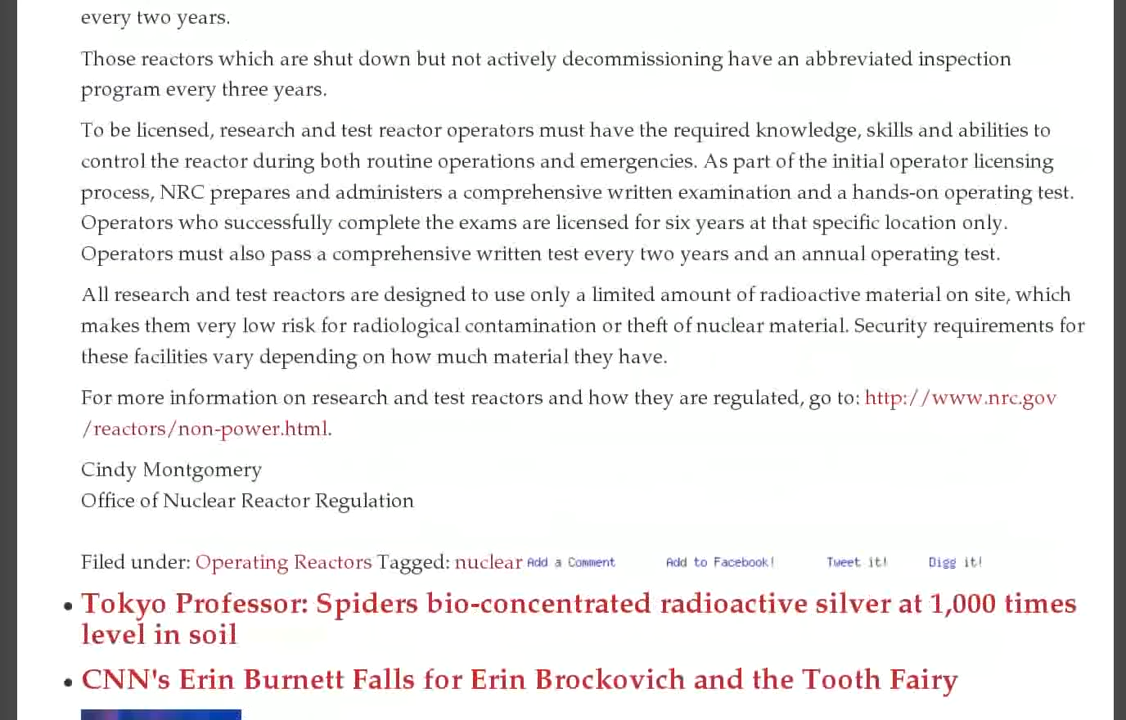 every two years.
Those reactors which are shut down but not actively decommissioning have an abbreviated inspection
program every three years.
To be licensed, research and test reactor operators must have the required knowledge, skills and abilities to
control the reactor during both routine operations and emergencies. As part of the initial operator licensing
process, NRC prepares and administers a comprehensive written examination and a hands-on operating test.
Operators who successfully complete the exams are licensed for six years at that specific location only.
Operators must also pass a comprehensive written test every two years and an annual operating test.
All research and test reactors are designed to use only a limited amount of radioactive material on site, which
makes them very low risk for radiological contamination or theft of nuclear material. Security requirements for
these facilities vary depending on how much material they have.
For more information on research and test reactors and how they are regulated, go to: http://www.nrc.gov
/reactors/non-power.html.
Cindy Montgomery
Office of Nuclear Reactor Regulation
Filed under: Operating Reactors Tagged: nuclear Add a Comment Add to Facebook! Tweet it! Digg it!
• Tokyo Professor: Spiders bio-concentrated radioactive silver at 1,000 times
level in soil
• CNN's Erin Burnett Falls for Erin Brockovich and the Tooth Fairy